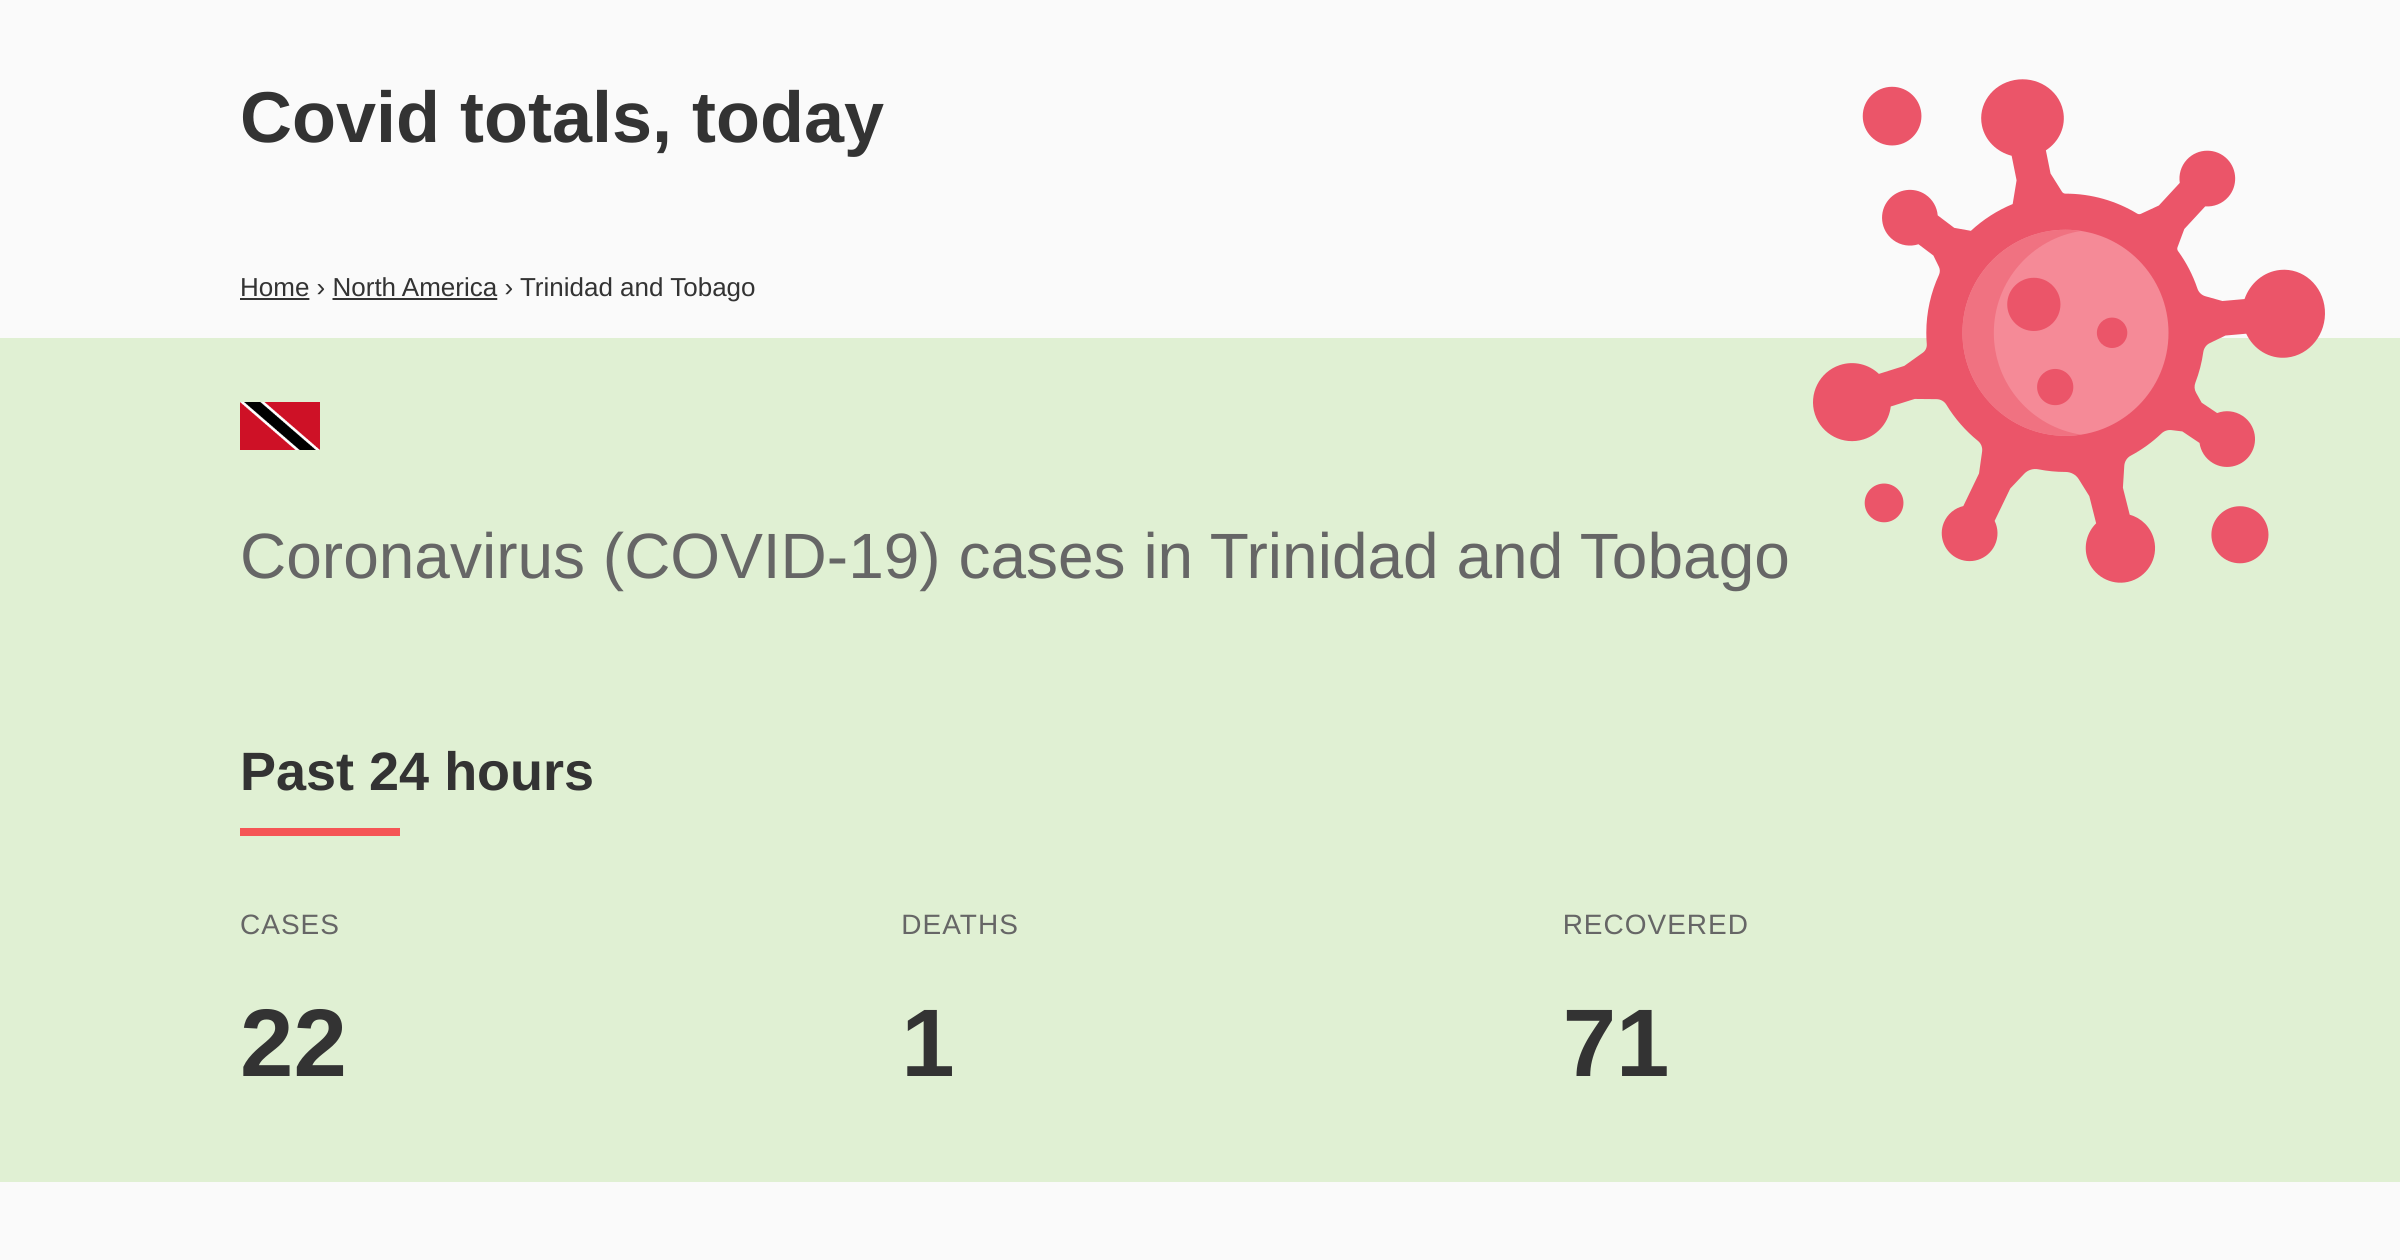 Covid totals, today
Home › North America › Trinidad and Tobago
Coronavirus (COVID-19) cases in Trinidad and Tobago
Past 24 hours
CASES
DEATHS
RECOVERED
22
1
71